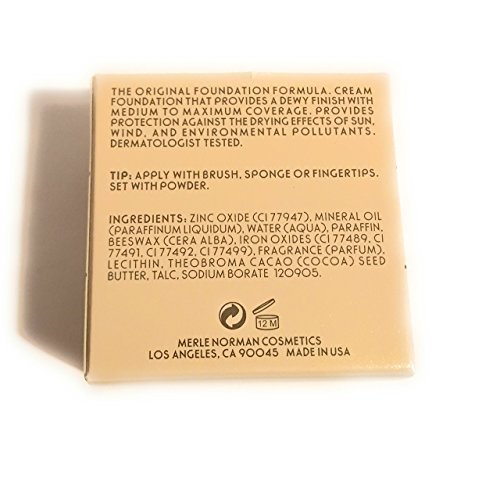 THE ORIGINAL FOUNDATION FORMULA. CREAM
FOUNDATION THAT PROVIDES A DEWY FINISH WITH
MEDIUM TO MAXIMUM COVERAGE. PROVIDES
PROTECTION AGAINST THE DRYING EFFECTS OF SUN,
WIND, AND ENVIRONMENTAL POLLUTANTS.
DERMATOLOGIST TESTED.
TIP: APPLY WITH BRUSH, SPONGE OR FINGERTIPS.
SET WITH POWDER.
INGREDIENTS: ZINC OXIDE (CI 77947), MINERAL OIL
(PARAFFINUM LIQUIDUM), WATER (AQUA), PARAFFIN,
BEESWAX (CERA ALBA), IRON OXIDES (CI 77489, CI
77491, CI 77492, CI 77499), FRAGRANCE (PARFUM),
LECITHIN, THEOBROMA CACAO (COCOA) SEED
BUTTER, TALC, SODIUM BORATE 120905.
12 M
MERLE NORMAN COSMETICS
LOS ANGELES, CA 90045 MADE IN USA